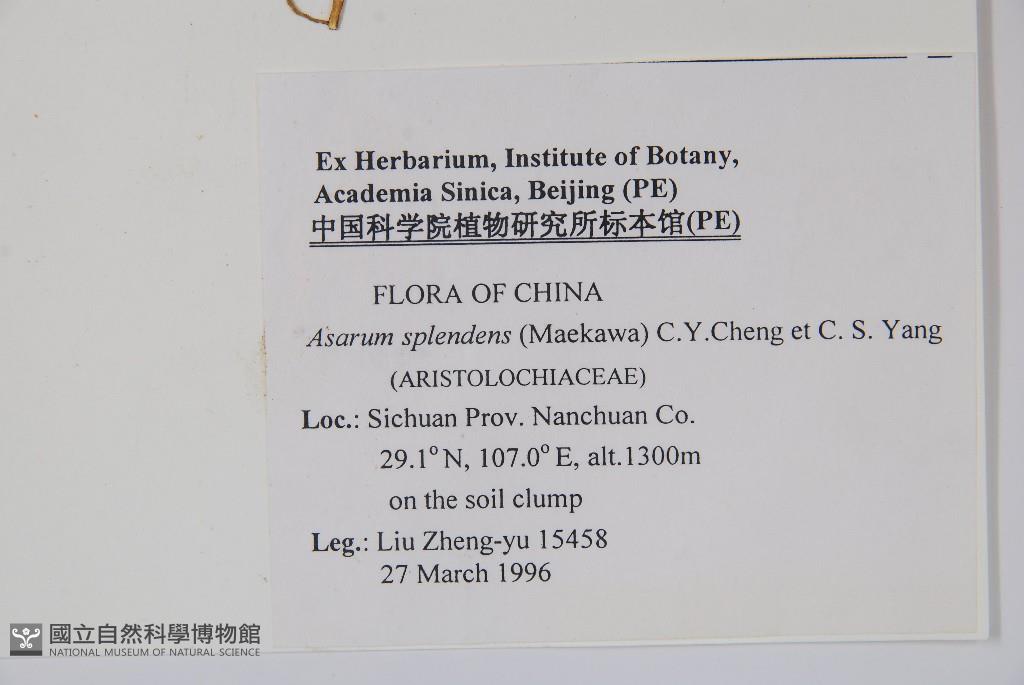 Ex Herbarium, Institute of Botany,
Academia Sinica, Beijing (PE)
中国科学院植物研究所标本馆(PE)
FLORA OF CHINA
Asarum splendens (Maekawa) C.Y.Cheng et C. S. Yang
(ARISTOLOCHIACEAE)
Loc.: Sichuan Prov. Nanchuan Co.
29.1° N, 107.0° E, alt.1300m
on the soil clump
Leg.: Liu Zheng-yu 15458
27 March 1996
國立自然科學博物館
NATIONAL MUSEUM OF NATURAL SCIENCE